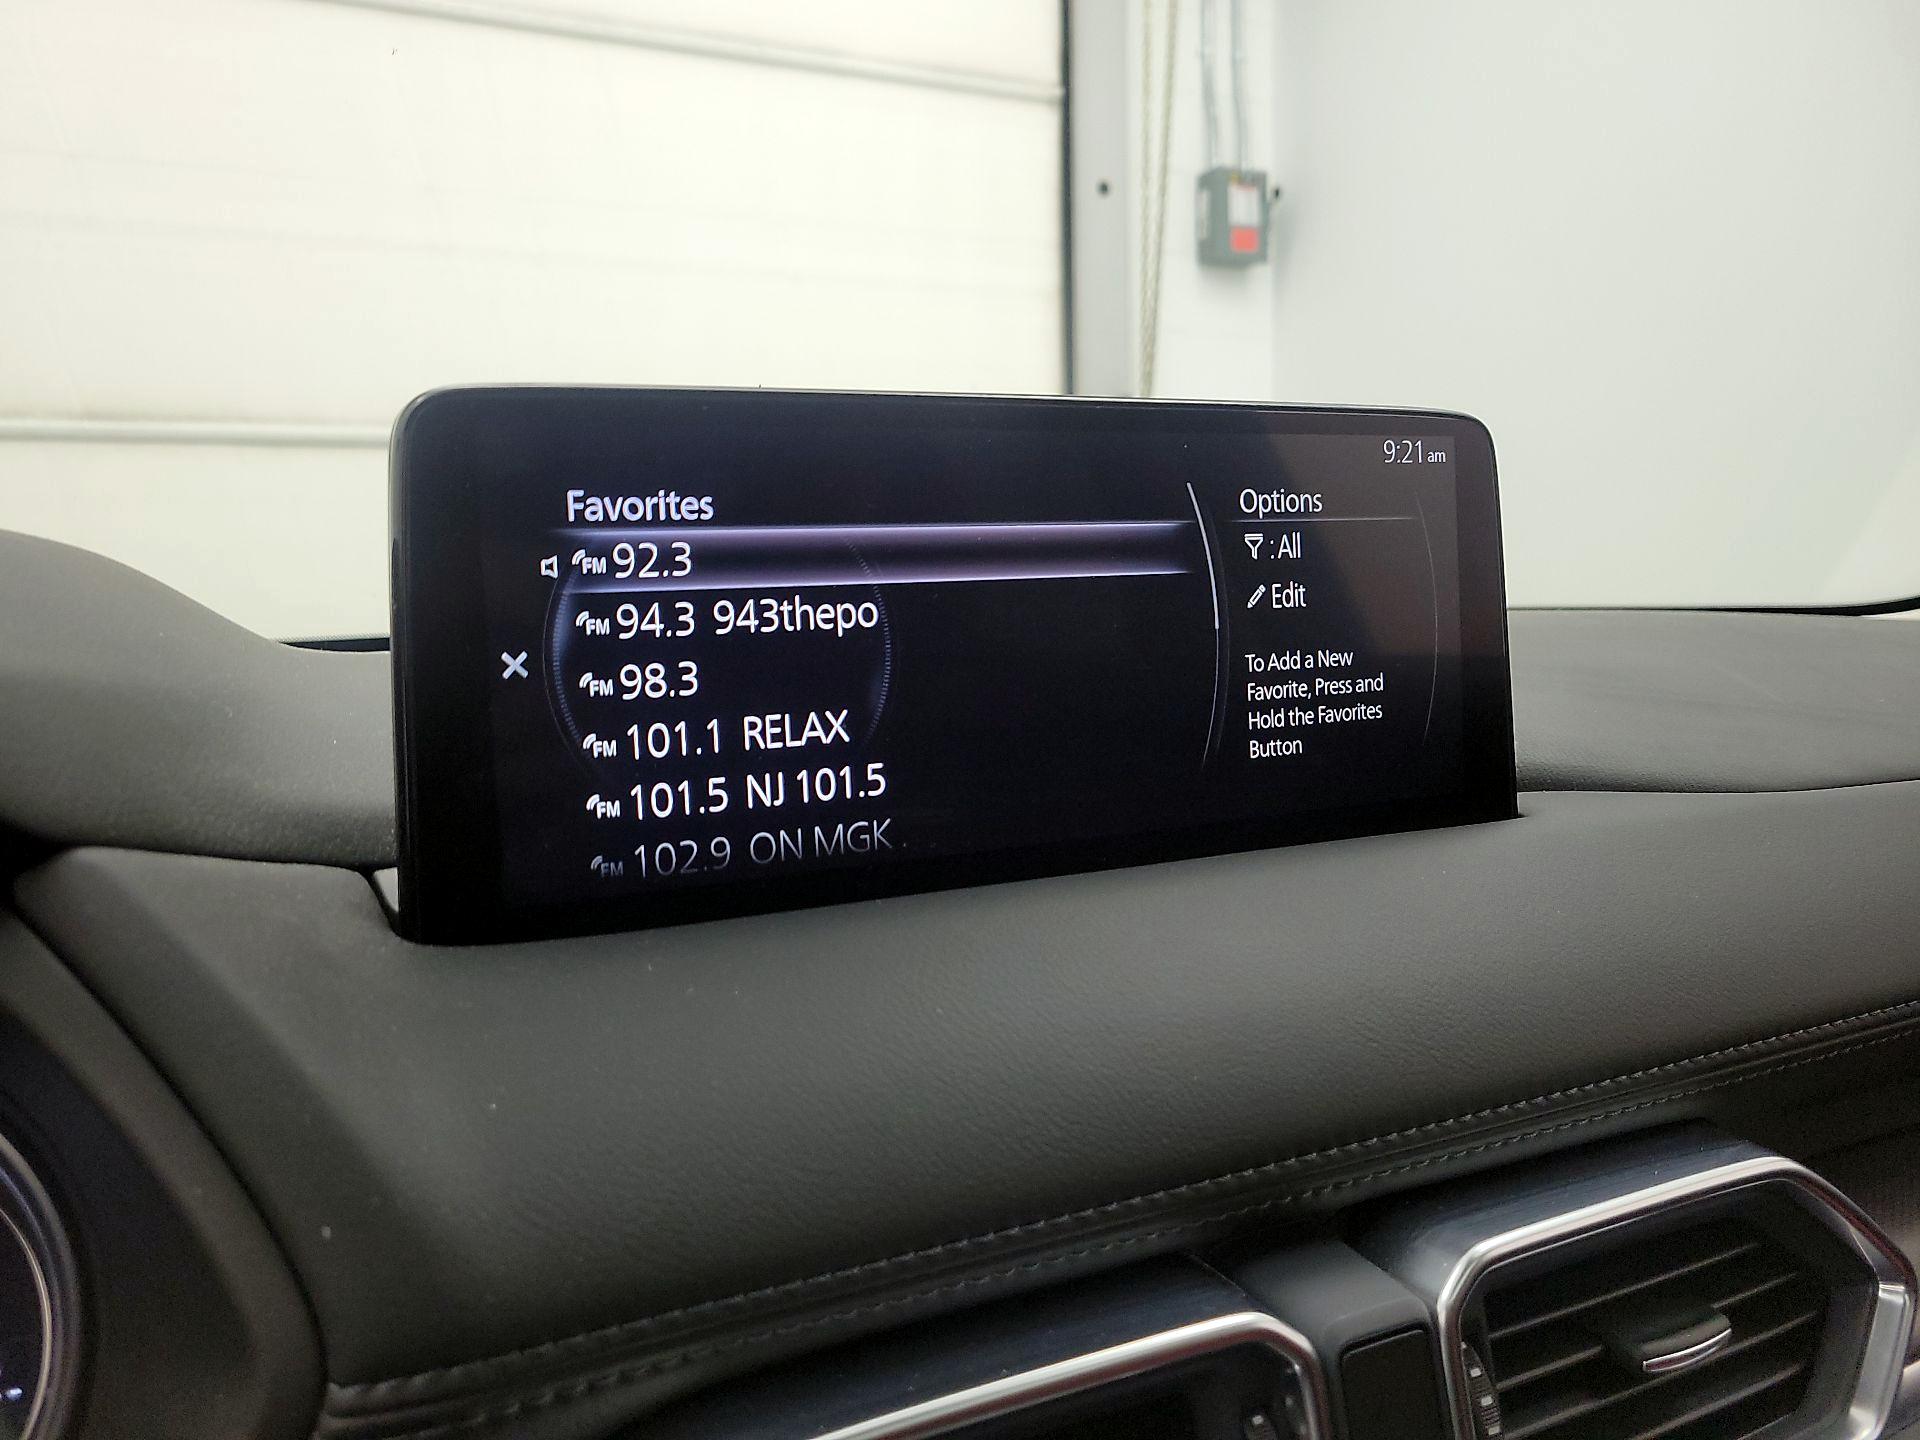 9:21 am
Favorites
FM 92.3
FM 94.3 943thepo
FM 98.3
FM 101.1 RELAX
FM 101.5 NJ 101.5
FM 102.9 ON MGK
Options
: All
Edit
To Add a New
Favorite, Press and
Hold the Favorites
Button